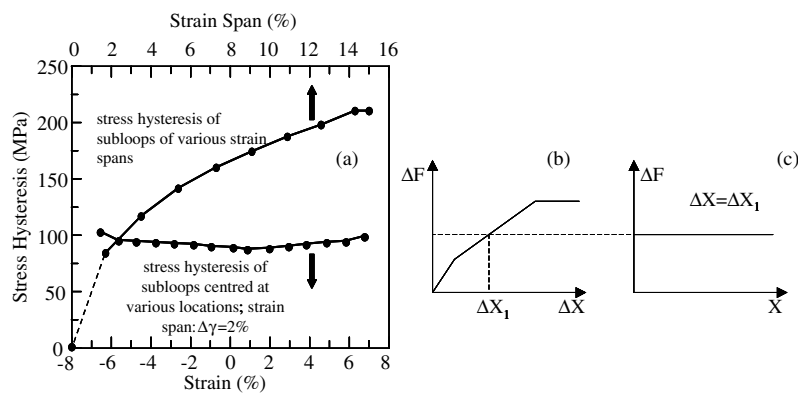 Strain Span (%)
0 2 4 6 8 10 12 14 16
250
200
150
100
50
0
Stress Hysteresis (MPa)
stress hysteresis of
subloops of various strain
spans
(a)
stress hysteresis of
subloops centred at
various locations; strain
span:Δγ=2%
-8 -6 -4 -2 0 2 4 6 8
Strain (%)
(b)
ΔF
ΔX₁
ΔX
(c)
ΔF
ΔX=ΔX₁
X